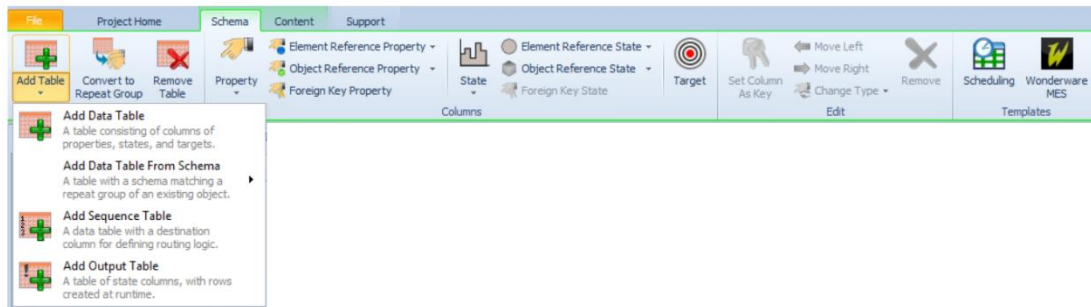 File Project Home Schema Content Support
Add Table
Convert to
Repeat Group
Remove
Table
Property
Element Reference Property
Object Reference Property
Foreign Key Property
State
Element Reference State
Object Reference State
Foreign Key State
Target
Columns
Set Column
As Key
Move Left
Move Right
Change Type
Remove
Edit
Scheduling
Wonderware
MES
Templates
Add Data Table
A table consisting of columns of
properties, states, and targets.
Add Data Table From Schema
A table with a schema matching a
repeat group of an existing object.
Add Sequence Table
A data table with a destination
column for defining routing logic.
Add Output Table
A table of state columns, with rows
created at runtime.